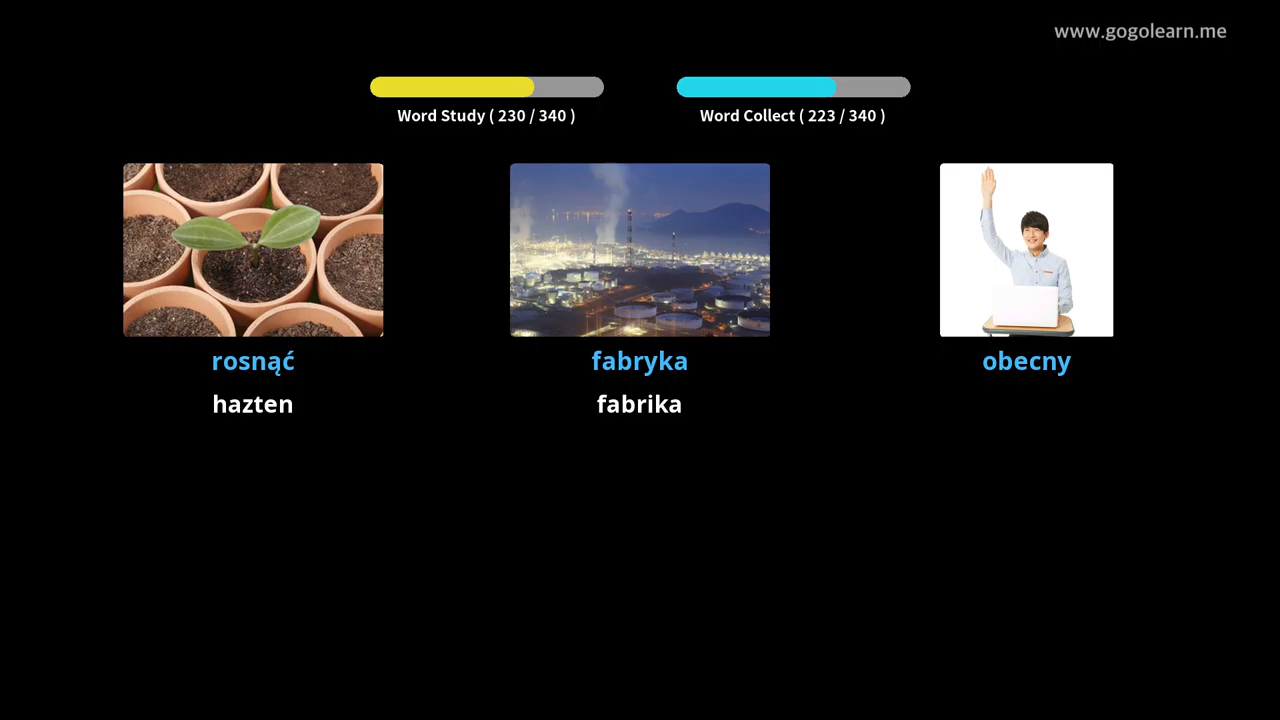 www.gogolearn.me
Word Study ( 230 / 340 )
Word Collect ( 223 / 340 )
rosnąć
fabryka
obecny
hazten
fabrika